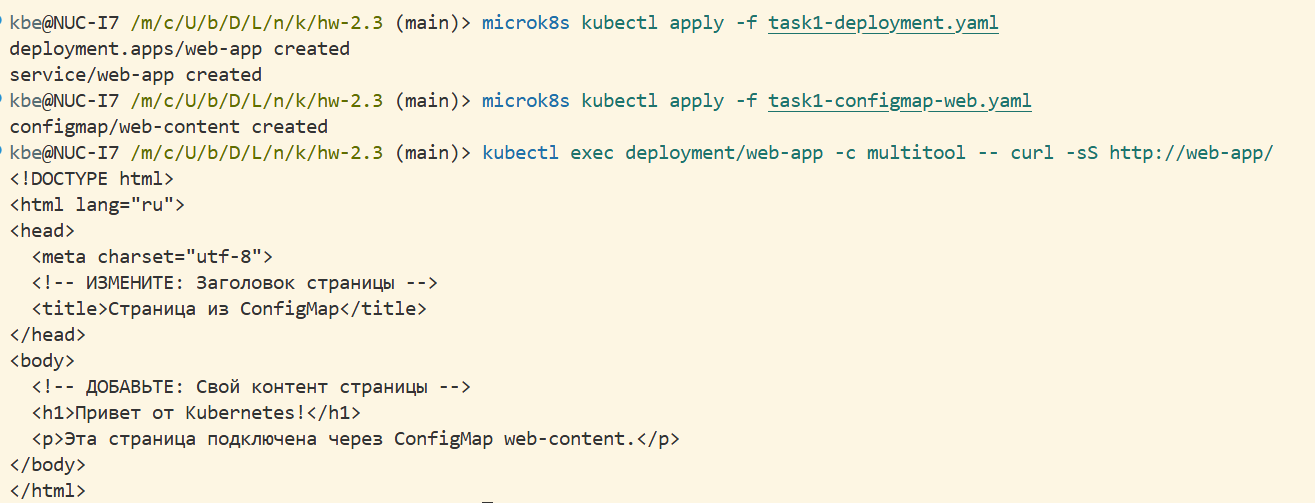 kbe@NUC-I7 /m/c/U/b/D/L/n/k/hw-2.3 (main)> microk8s kubectl apply -f task1-deployment.yaml
deployment.apps/web-app created
service/web-app created
kbe@NUC-I7 /m/c/U/b/D/L/n/k/hw-2.3 (main)> microk8s kubectl apply -f task1-configmap-web.yaml
configmap/web-content created
kbe@NUC-I7 /m/c/U/b/D/L/n/k/hw-2.3 (main)> kubectl exec deployment/web-app -c multitool -- curl -sS http://web-app/
<!DOCTYPE html>
<html lang="ru">
<head>
  <meta charset="utf-8">
  <!-- ИЗМЕНИТЕ: Заголовок страницы -->
  <title>Страница из ConfigMap</title>
</head>
<body>
  <!-- ДОБАВЬТЕ: Свой контент страницы -->
  <h1>Привет от Kubernetes!</h1>
  <p>Эта страница подключена через ConfigMap web-content.</p>
</body>
</html>